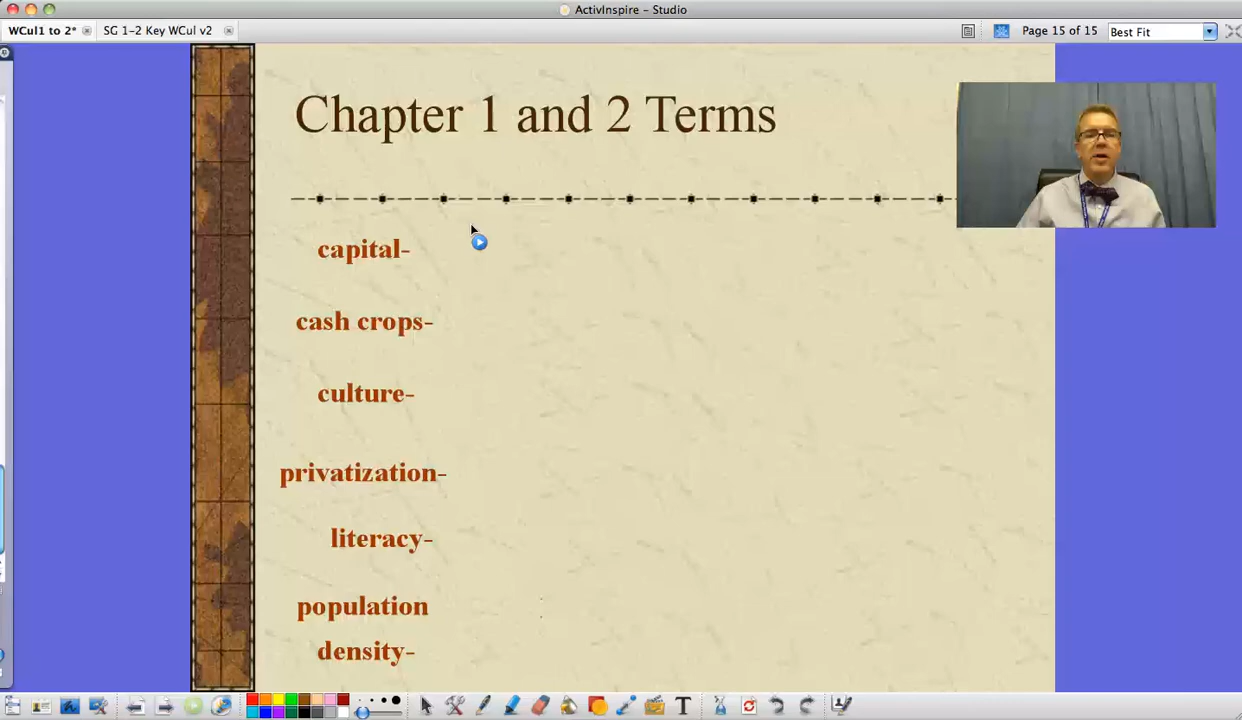 ActivInspire - Studio
WCul1 to 2*
SG 1-2 Key WCul v2
Page 15 of 15
Best Fit
Chapter 1 and 2 Terms
capital-
cash crops-
culture-
privatization-
literacy-
population
density-